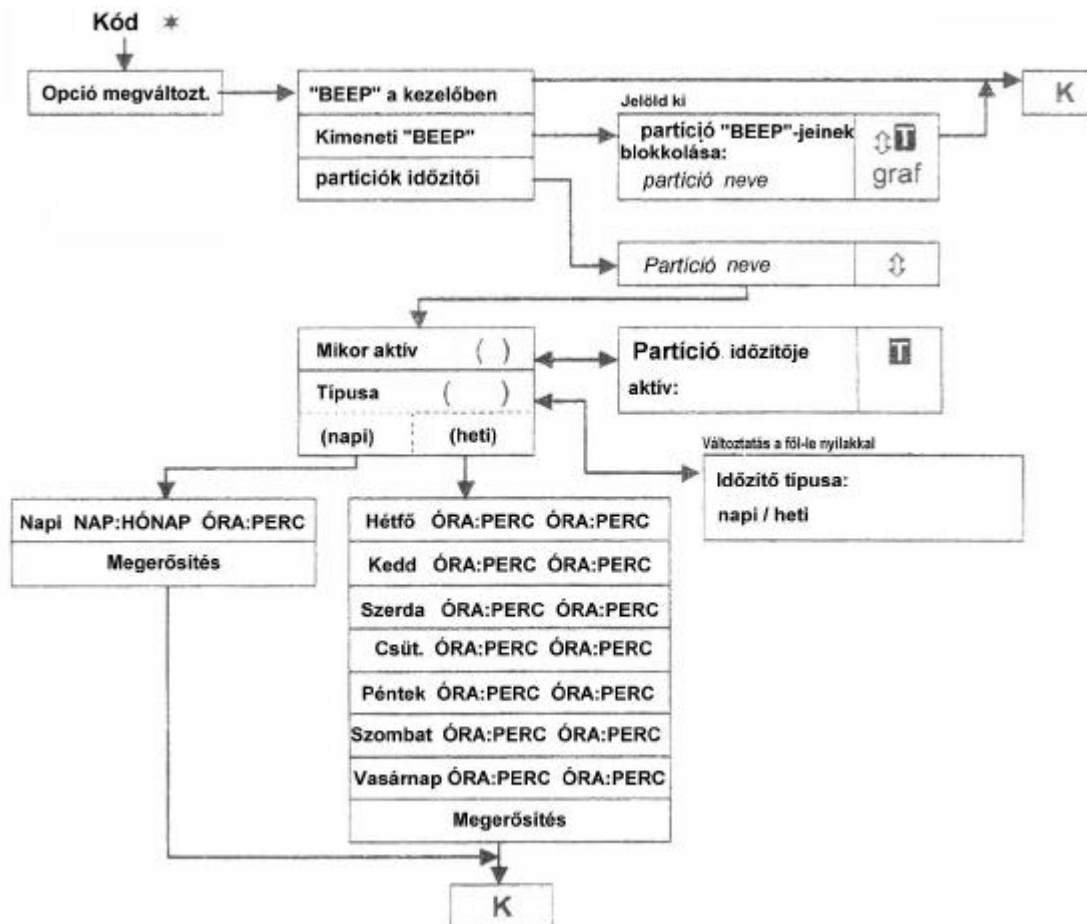 Kód *
Opció megváltozt.
"BEEP" a kezelőben
Kimeneti "BEEP"
particiók időzitői
K
Jelöld ki
partíció "BEEP"-jeinek
blokkolása:
partíció neve
T
graf
Partíció neve
Mikor aktív ( )
Típusa ( )
(napi) (heti)
Partíció időzitője
aktív:
T
Változtatás a föl-le nyilakkal
Időzítő típusa:
napi / heti
Napi NAP:HÓNAP ÓRA:PERC
Megerősítés
Hétfő ÓRA:PERC ÓRA:PERC
Kedd ÓRA:PERC ÓRA:PERC
Szerda ÓRA:PERC ÓRA:PERC
Csüt. ÓRA:PERC ÓRA:PERC
Péntek ÓRA:PERC ÓRA:PERC
Szombat ÓRA:PERC ÓRA:PERC
Vasárnap ÓRA:PERC ÓRA:PERC
Megerősítés
K